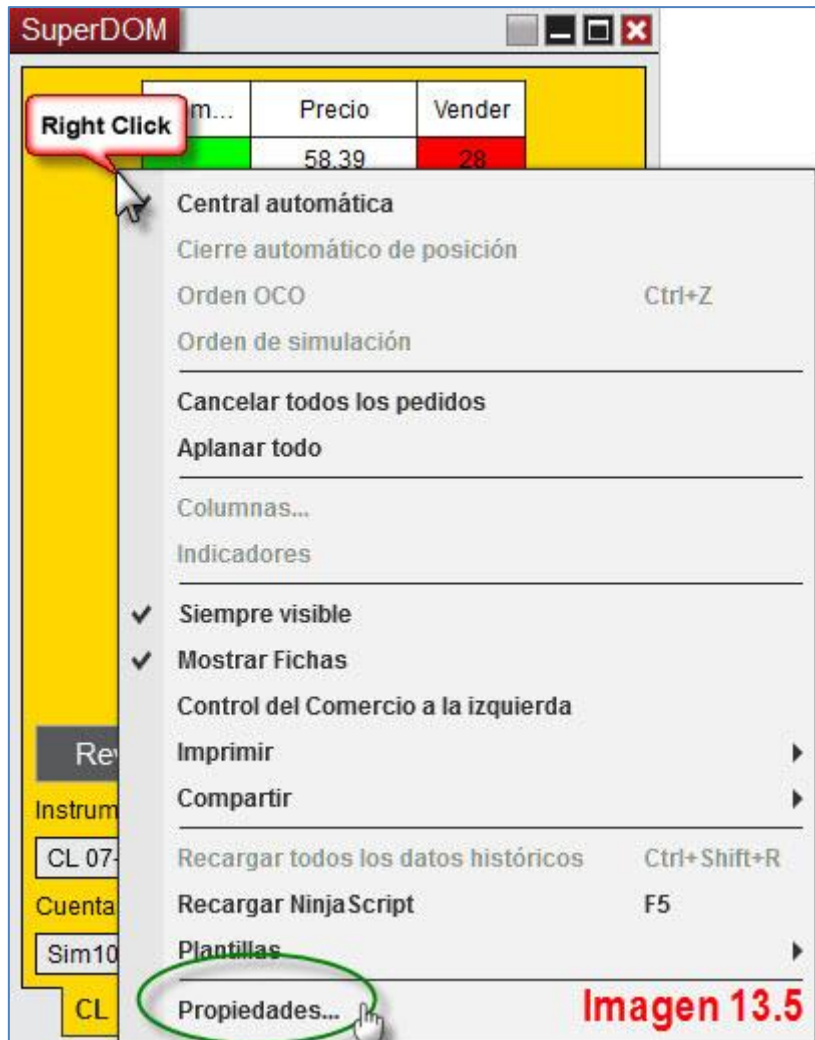 SuperDOM
Right Click
m... Precio Vender
58.39 28
Central automática
Cierre automático de posición
Orden OCO Ctrl+Z
Orden de simulación
Cancelar todos los pedidos
Aplanar todo
Columnas...
Indicadores
Siempre visible
Mostrar Fichas
Control del Comercio a la izquierda
Imprimir
Compartir
Recargar todos los datos históricos Ctrl+Shift+R
Recargar NinjaScript F5
Plantillas
Propiedades...
Rev
Instrum
CL 07-
Cuenta
Sim10
CL
Imagen 13.5